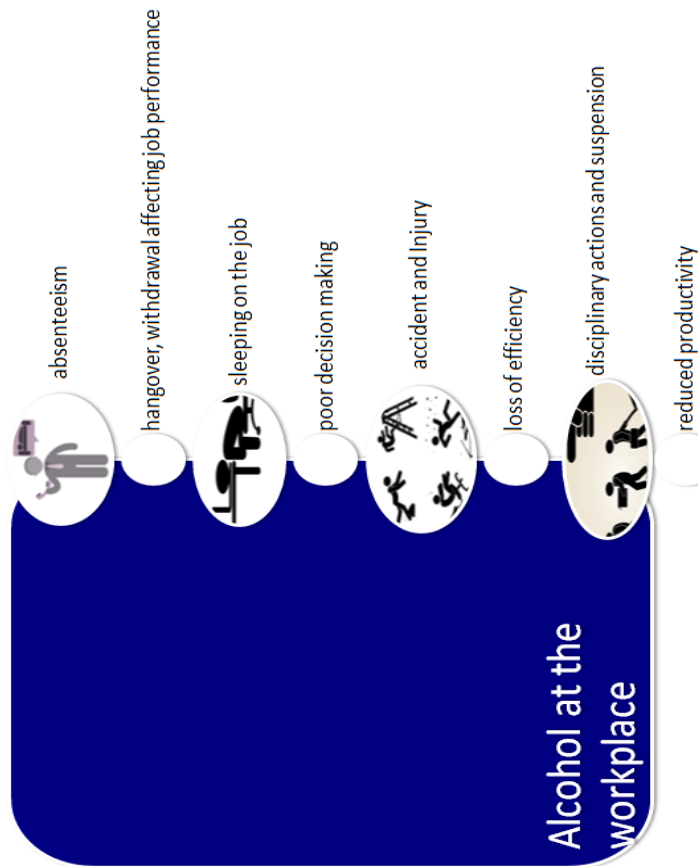 absenteeism
hangover, withdrawal affecting job performance
sleeping on the job
poor decision making
accident and Injury
loss of efficiency
disciplinary actions and suspension
reduced productivity
Alcohol at the
workplace